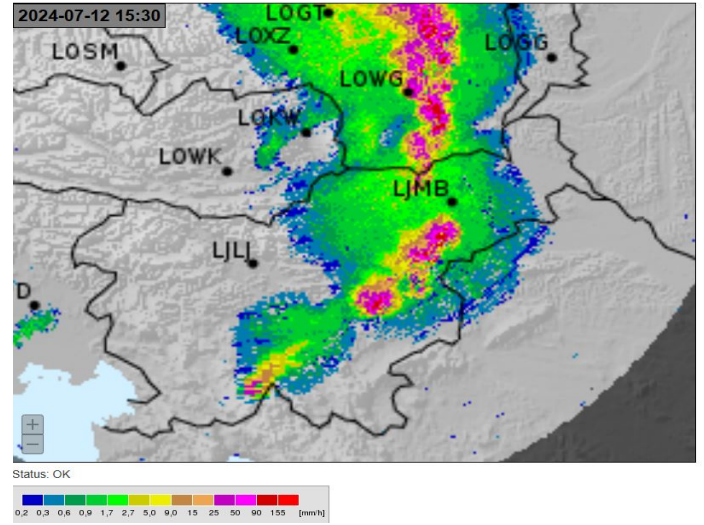 2024-07-12 15:30
LOGT
LOXZ
LOGG
LOSM
LOWG
LOKW
LOWK
LJMB
LJLJ
D
+
−
Status: OK
0,2 0,3 0,6 0,9 1,7 2,7 5,0 9,0 15 25 50 90 155 [mm/h]